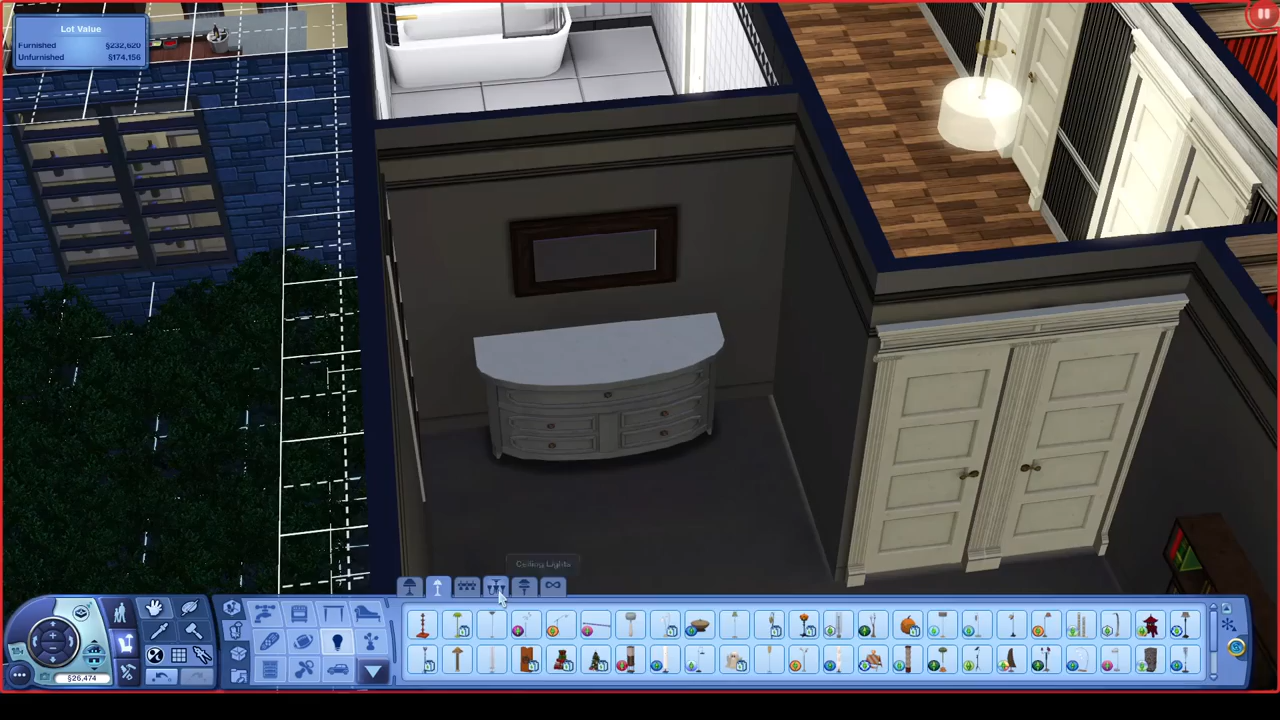 Lot Value
Furnished §232,620
Unfurnished §174,156
Ceiling Lights
§26,474